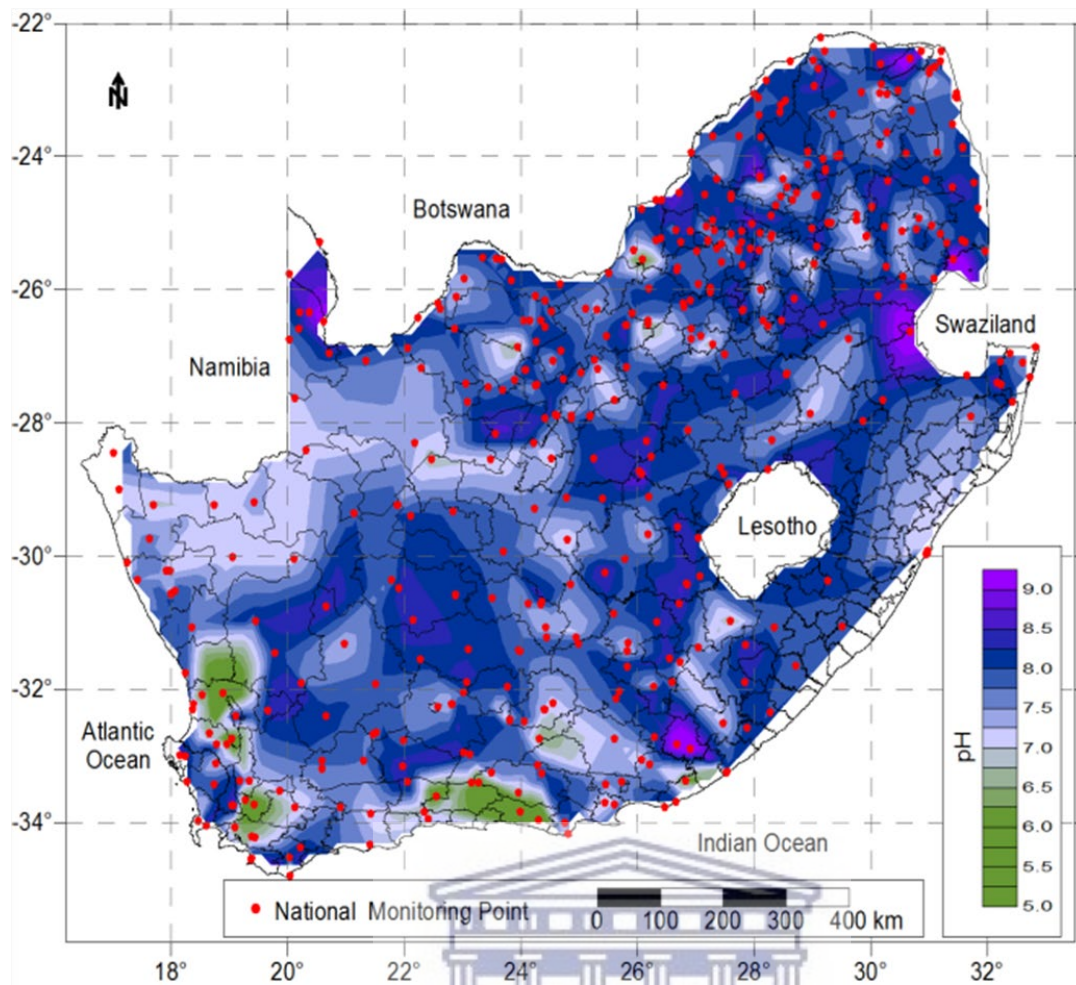 -22°
-24°
-26°
-28°
-30°
-32°
-34°
N
Botswana
Namibia
Swaziland
Lesotho
Atlantic
Ocean
Indian Ocean
pH
9.0
8.5
8.0
7.5
7.0
6.5
6.0
5.5
5.0
National Monitoring Point
0 100 200 300 400 km
18° 20° 22° 24° 26° 28° 30° 32°